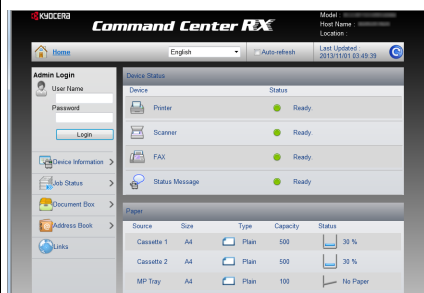 KYOCERA
Command Center RX
Model :
Host Name :
Location :
Home
English
Auto-refresh
Last Updated :
2013/11/01 03:49:39
Admin Login
User Name
Password
Login
Device Information >
Job Status >
Document Box >
Address Book >
Links
Device Status
Device Status
Printer Ready.
Scanner Ready.
FAX Ready.
Status Message Ready.
Paper
Source Size Type Capacity Status
Cassette 1 A4 Plain 500 30 %
Cassette 2 A4 Plain 500 30 %
MP Tray A4 Plain 100 No Paper